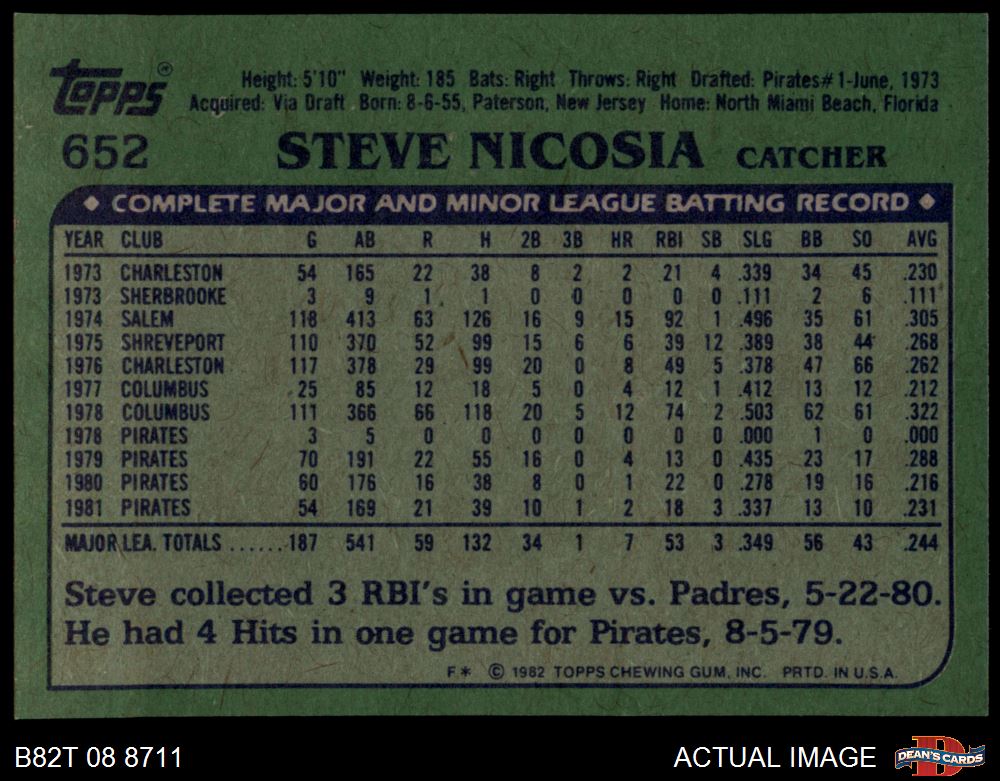 Topps®
Height: 5'10" Weight: 185 Bats: Right Throws: Right Drafted: Pirates#1-June, 1973
Acquired: Via Draft Born: 8-6-55, Paterson, New Jersey Home: North Miami Beach, Florida
652 STEVE NICOSIA CATCHER
◆ COMPLETE MAJOR AND MINOR LEAGUE BATTING RECORD ◆
YEAR CLUB G AB R H 2B 3B HR RBI SB SLG BB SO AVG
1973 CHARLESTON 54 165 22 38 8 2 2 21 4 .339 34 45 .230
1973 SHERBROOKE 3 9 1 1 0 0 0 0 0 .111 2 6 .111
1974 SALEM 118 413 63 126 16 9 15 92 1 .496 35 61 .305
1975 SHREVEPORT 110 370 52 99 15 6 6 39 12 .389 38 44 .268
1976 CHARLESTON 117 378 29 99 20 0 8 49 5 .378 47 66 .262
1977 COLUMBUS 25 85 12 18 5 0 4 12 1 .412 13 12 .212
1978 COLUMBUS 111 366 66 118 20 5 12 74 2 .503 62 61 .322
1978 PIRATES 3 5 0 0 0 0 0 0 0 .000 1 0 .000
1979 PIRATES 70 191 22 55 16 0 4 13 0 .435 23 17 .288
1980 PIRATES 60 176 16 38 8 0 1 22 0 .278 19 16 .216
1981 PIRATES 54 169 21 39 10 1 2 18 3 .337 13 10 .231
MAJOR LEA. TOTALS ......187 541 59 132 34 1 7 53 3 .349 56 43 .244
Steve collected 3 RBI's in game vs. Padres, 5-22-80.
He had 4 Hits in one game for Pirates, 8-5-79.
F* © 1982 TOPPS CHEWING GUM, INC. PRTD. IN U.S.A.
B82T 08 8711 ACTUAL IMAGE
D
DEAN'S CARDS